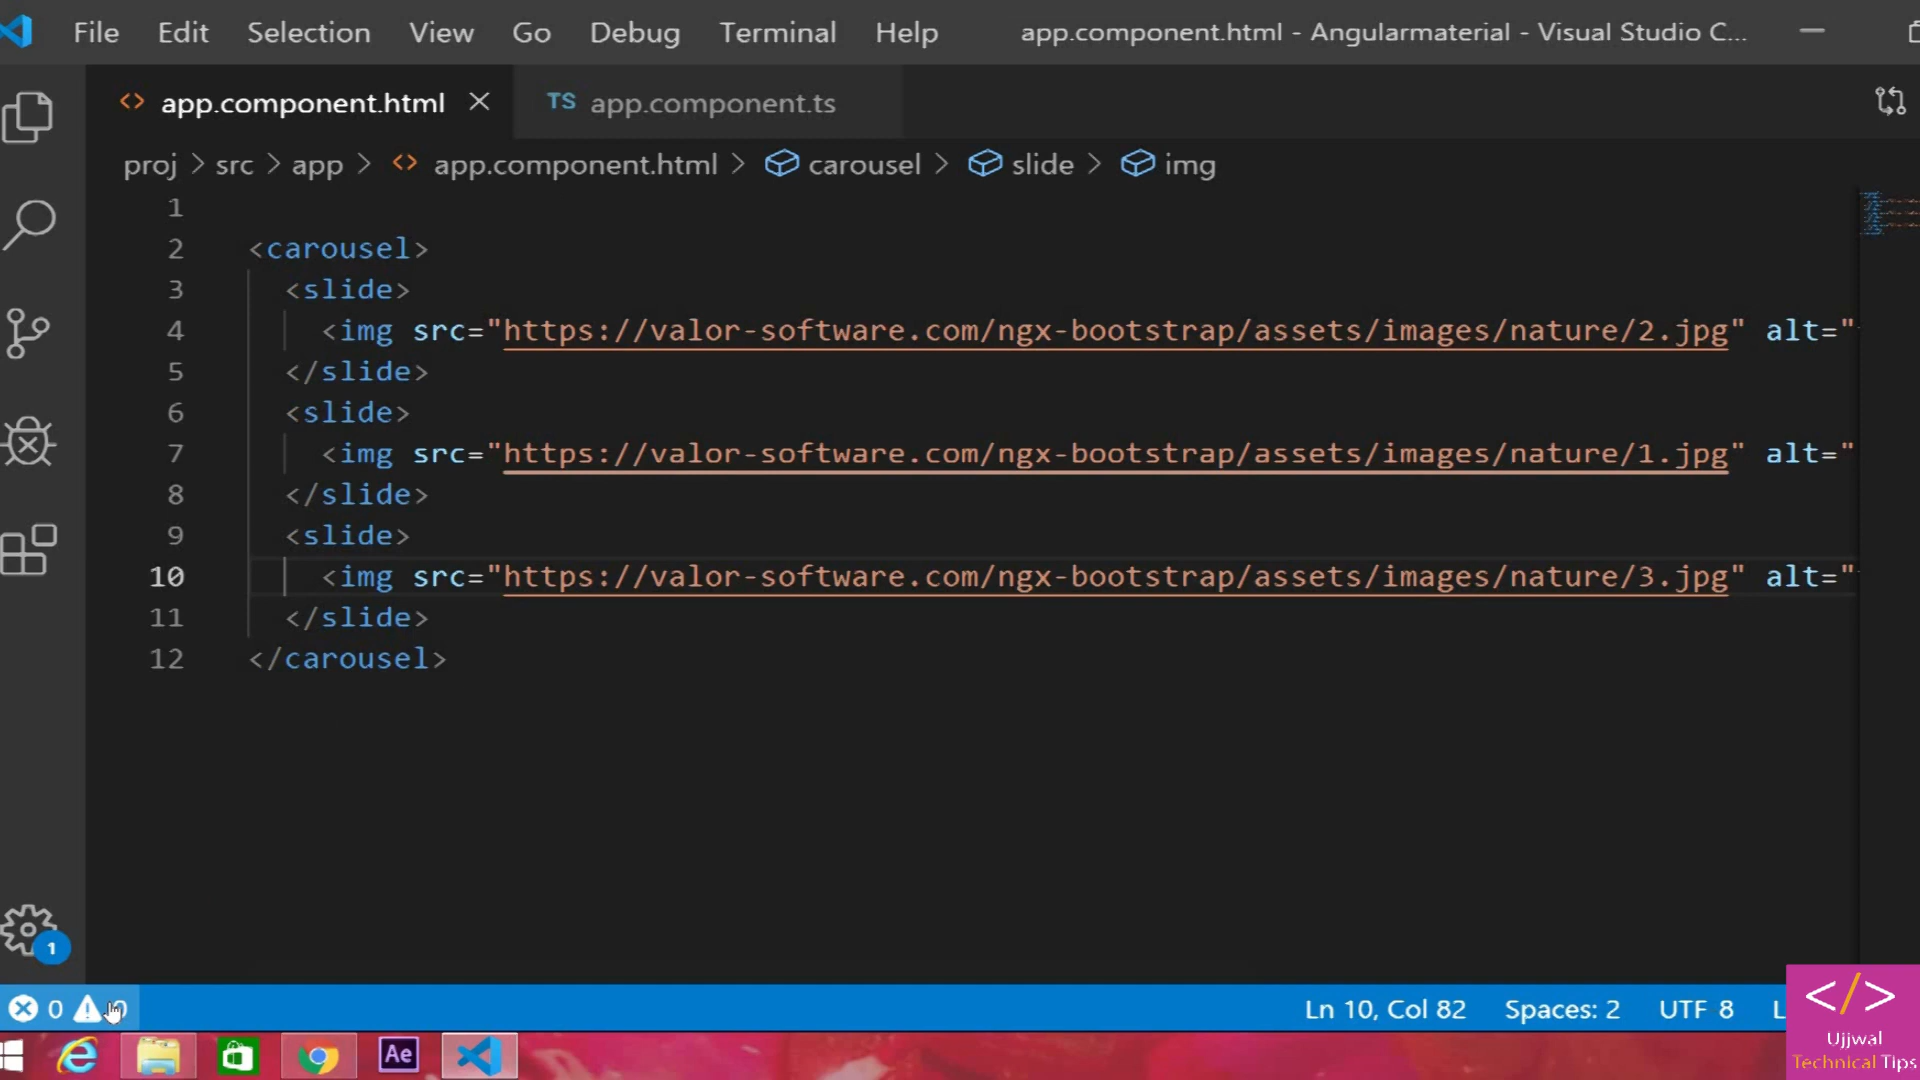 File Edit Selection View Go Debug Terminal Help app.component.html - Angularmaterial - Visual Studio C...
<> app.component.html × TS app.component.ts
proj > src > app > <> app.component.html > carousel > slide > img
1
2 <carousel>
3 <slide>
4 <img src="https://valor-software.com/ngx-bootstrap/assets/images/nature/2.jpg" alt="
5 </slide>
6 <slide>
7 <img src="https://valor-software.com/ngx-bootstrap/assets/images/nature/1.jpg" alt="
8 </slide>
9 <slide>
10 <img src="https://valor-software.com/ngx-bootstrap/assets/images/nature/3.jpg" alt="
11 </slide>
12 </carousel>
1
0 Ln 10, Col 82 Spaces: 2 UTF 8 L
</>
Ae Ujjwal
Technical Tips